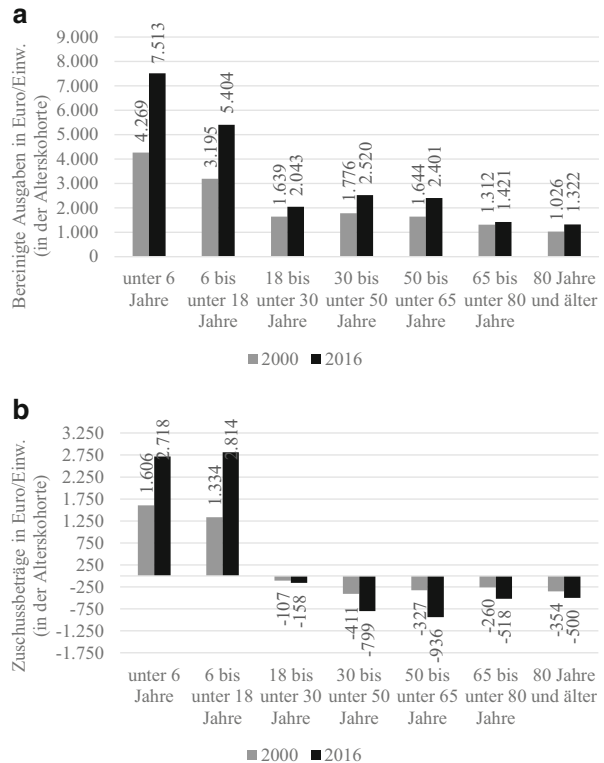 a
Bereinigte Ausgaben in Euro/Einw.
(in der Alterskohorte)
9.000
8.000
7.000
6.000
5.000
4.000
3.000
2.000
1.000
0
4.269
7.513
3.195
5.404
1.639
2.043
1.776
2.520
1.644
2.401
1.312
1.421
1.026
1.322
unter 6
Jahre
6 bis
unter 18
Jahre
18 bis
unter 30
Jahre
30 bis
unter 50
Jahre
50 bis
unter 65
Jahre
65 bis
unter 80
Jahre
80 Jahre
und älter
2000
2016
b
Zuschussbeträge in Euro/Einw.
(in der Alterskohorte)
3.250
2.750
2.250
1.750
1.250
750
250
-250
-750
-1.250
-1.750
1.606
2.718
1.334
2.814
-107
-158
-411
-799
-327
-936
-260
-518
-354
-500
unter 6
Jahre
6 bis
unter 18
Jahre
18 bis
unter 30
Jahre
30 bis
unter 50
Jahre
50 bis
unter 65
Jahre
65 bis
unter 80
Jahre
80 Jahre
und älter
2000
2016